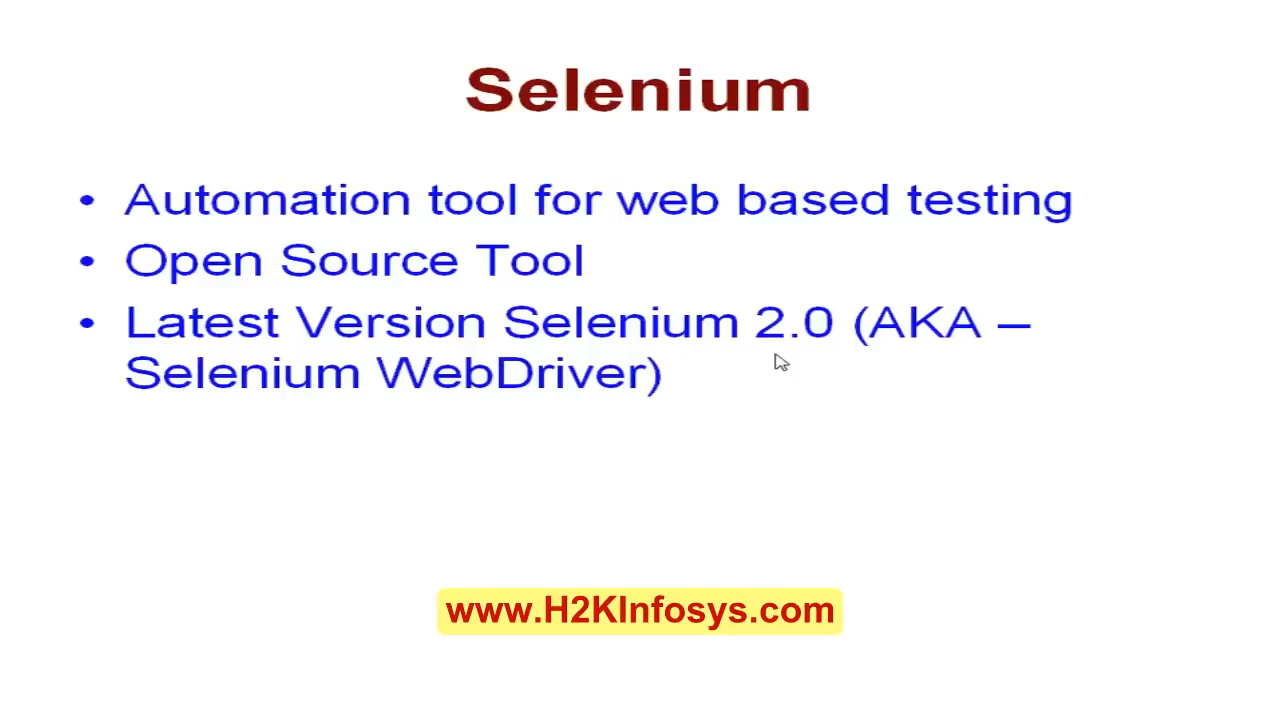 Selenium
• Automation tool for web based testing
• Open Source Tool
• Latest Version Selenium 2.0 (AKA –
Selenium WebDriver)
www.H2KInfosys.com